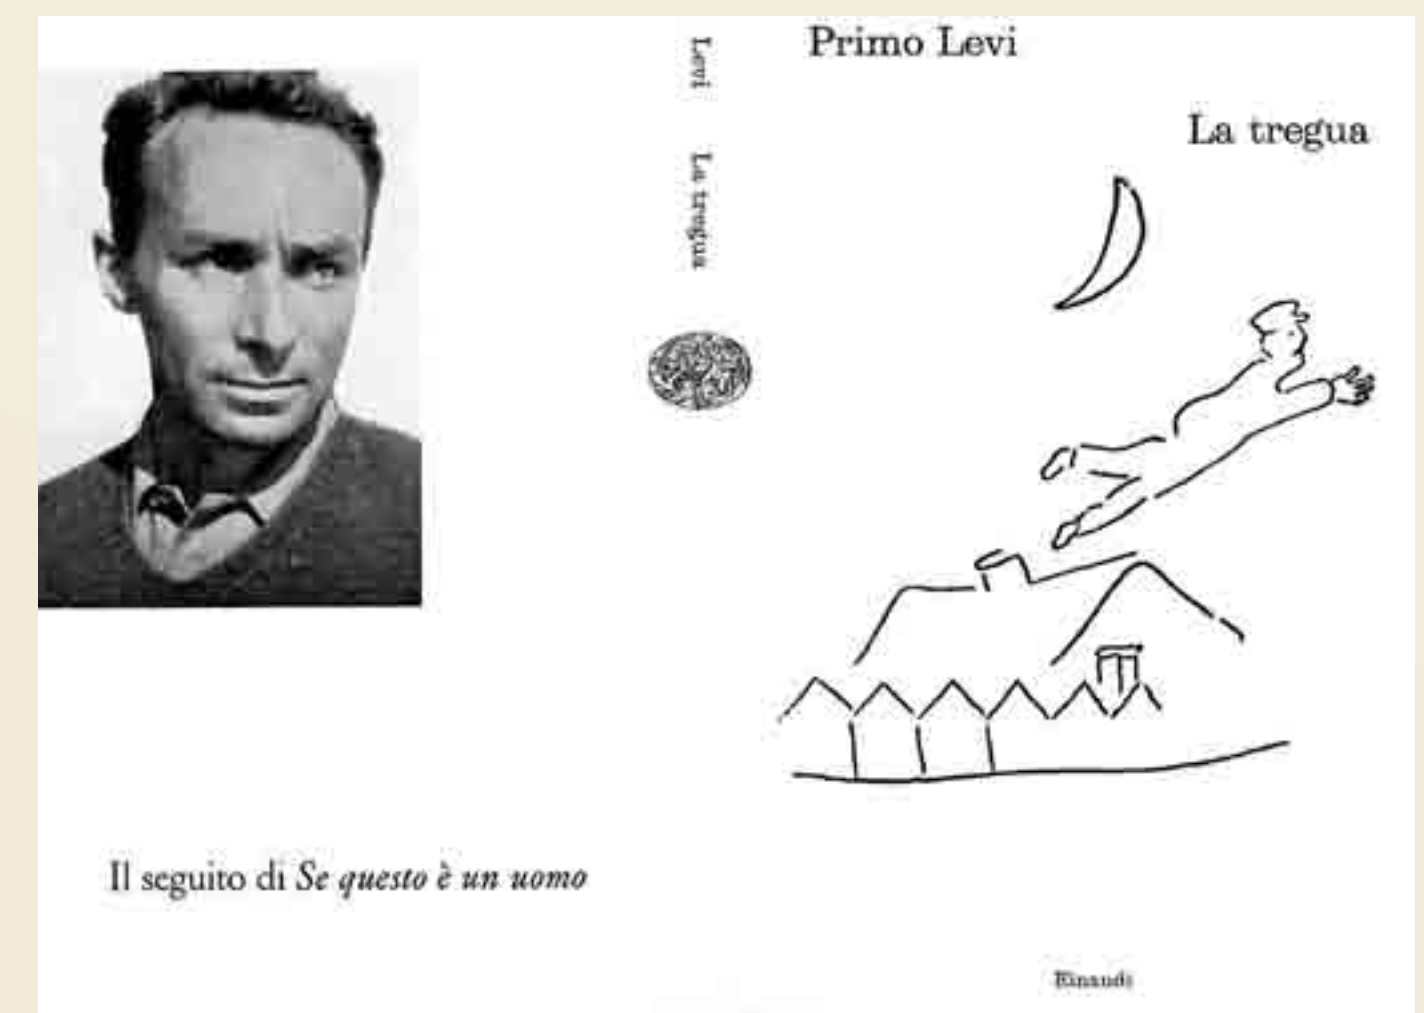 Primo Levi
La tregua
Levi La tregua
Il seguito di Se questo è un uomo
Einaudi